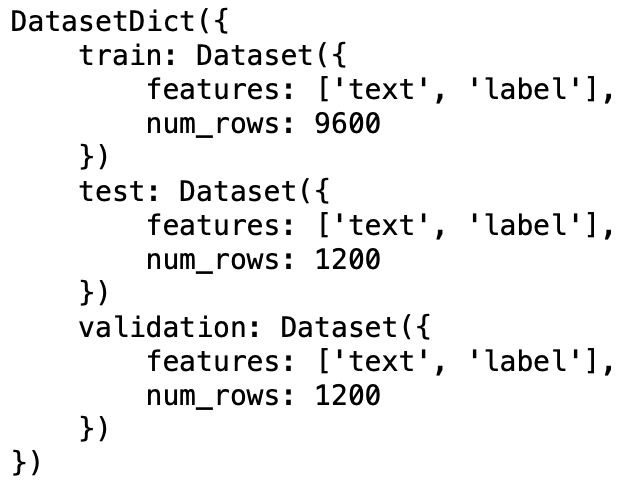 DatasetDict({
    train: Dataset({
        features: ['text', 'label'],
        num_rows: 9600
    })
    test: Dataset({
        features: ['text', 'label'],
        num_rows: 1200
    })
    validation: Dataset({
        features: ['text', 'label'],
        num_rows: 1200
    })
})